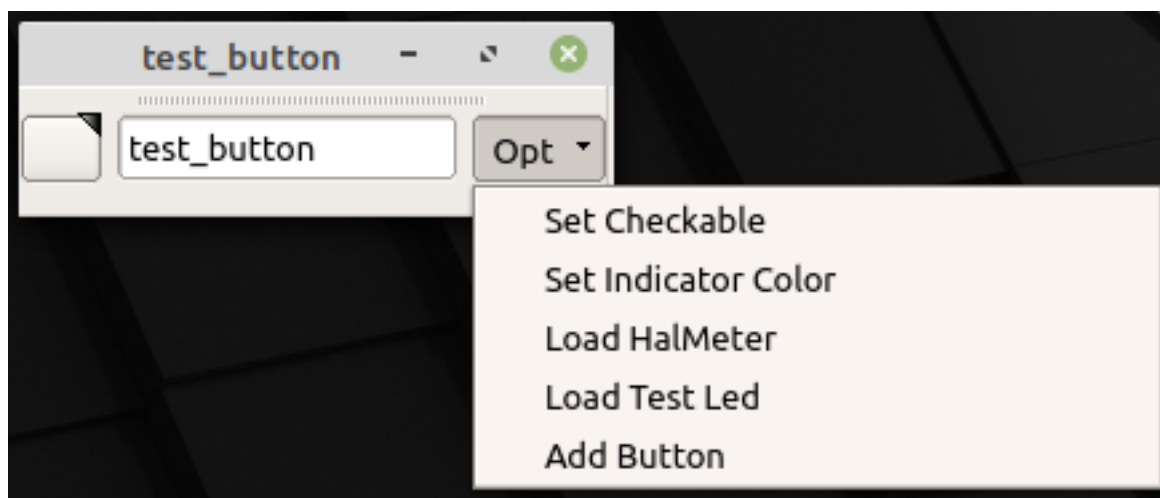 test_button
test_button
Opt
Set Checkable
Set Indicator Color
Load HalMeter
Load Test Led
Add Button